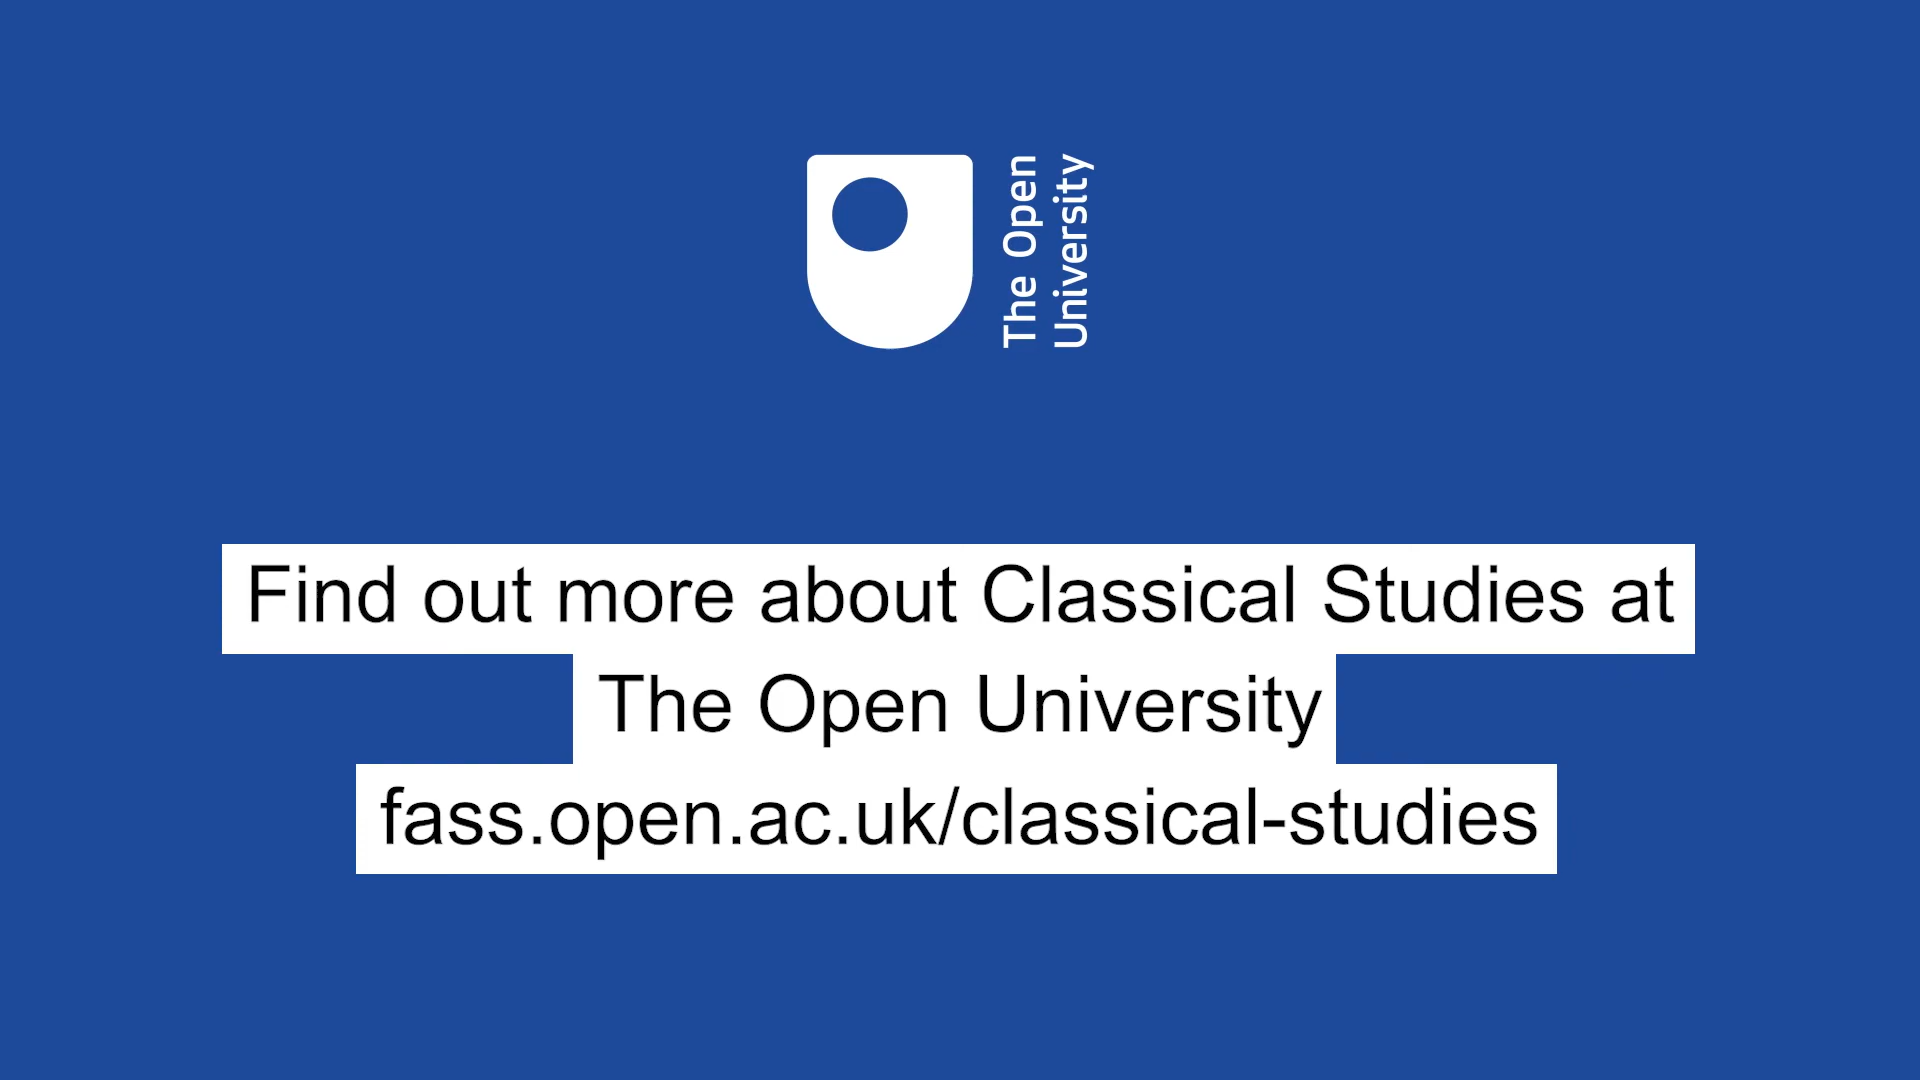 The Open
University
Find out more about Classical Studies at
The Open University
fass.open.ac.uk/classical-studies